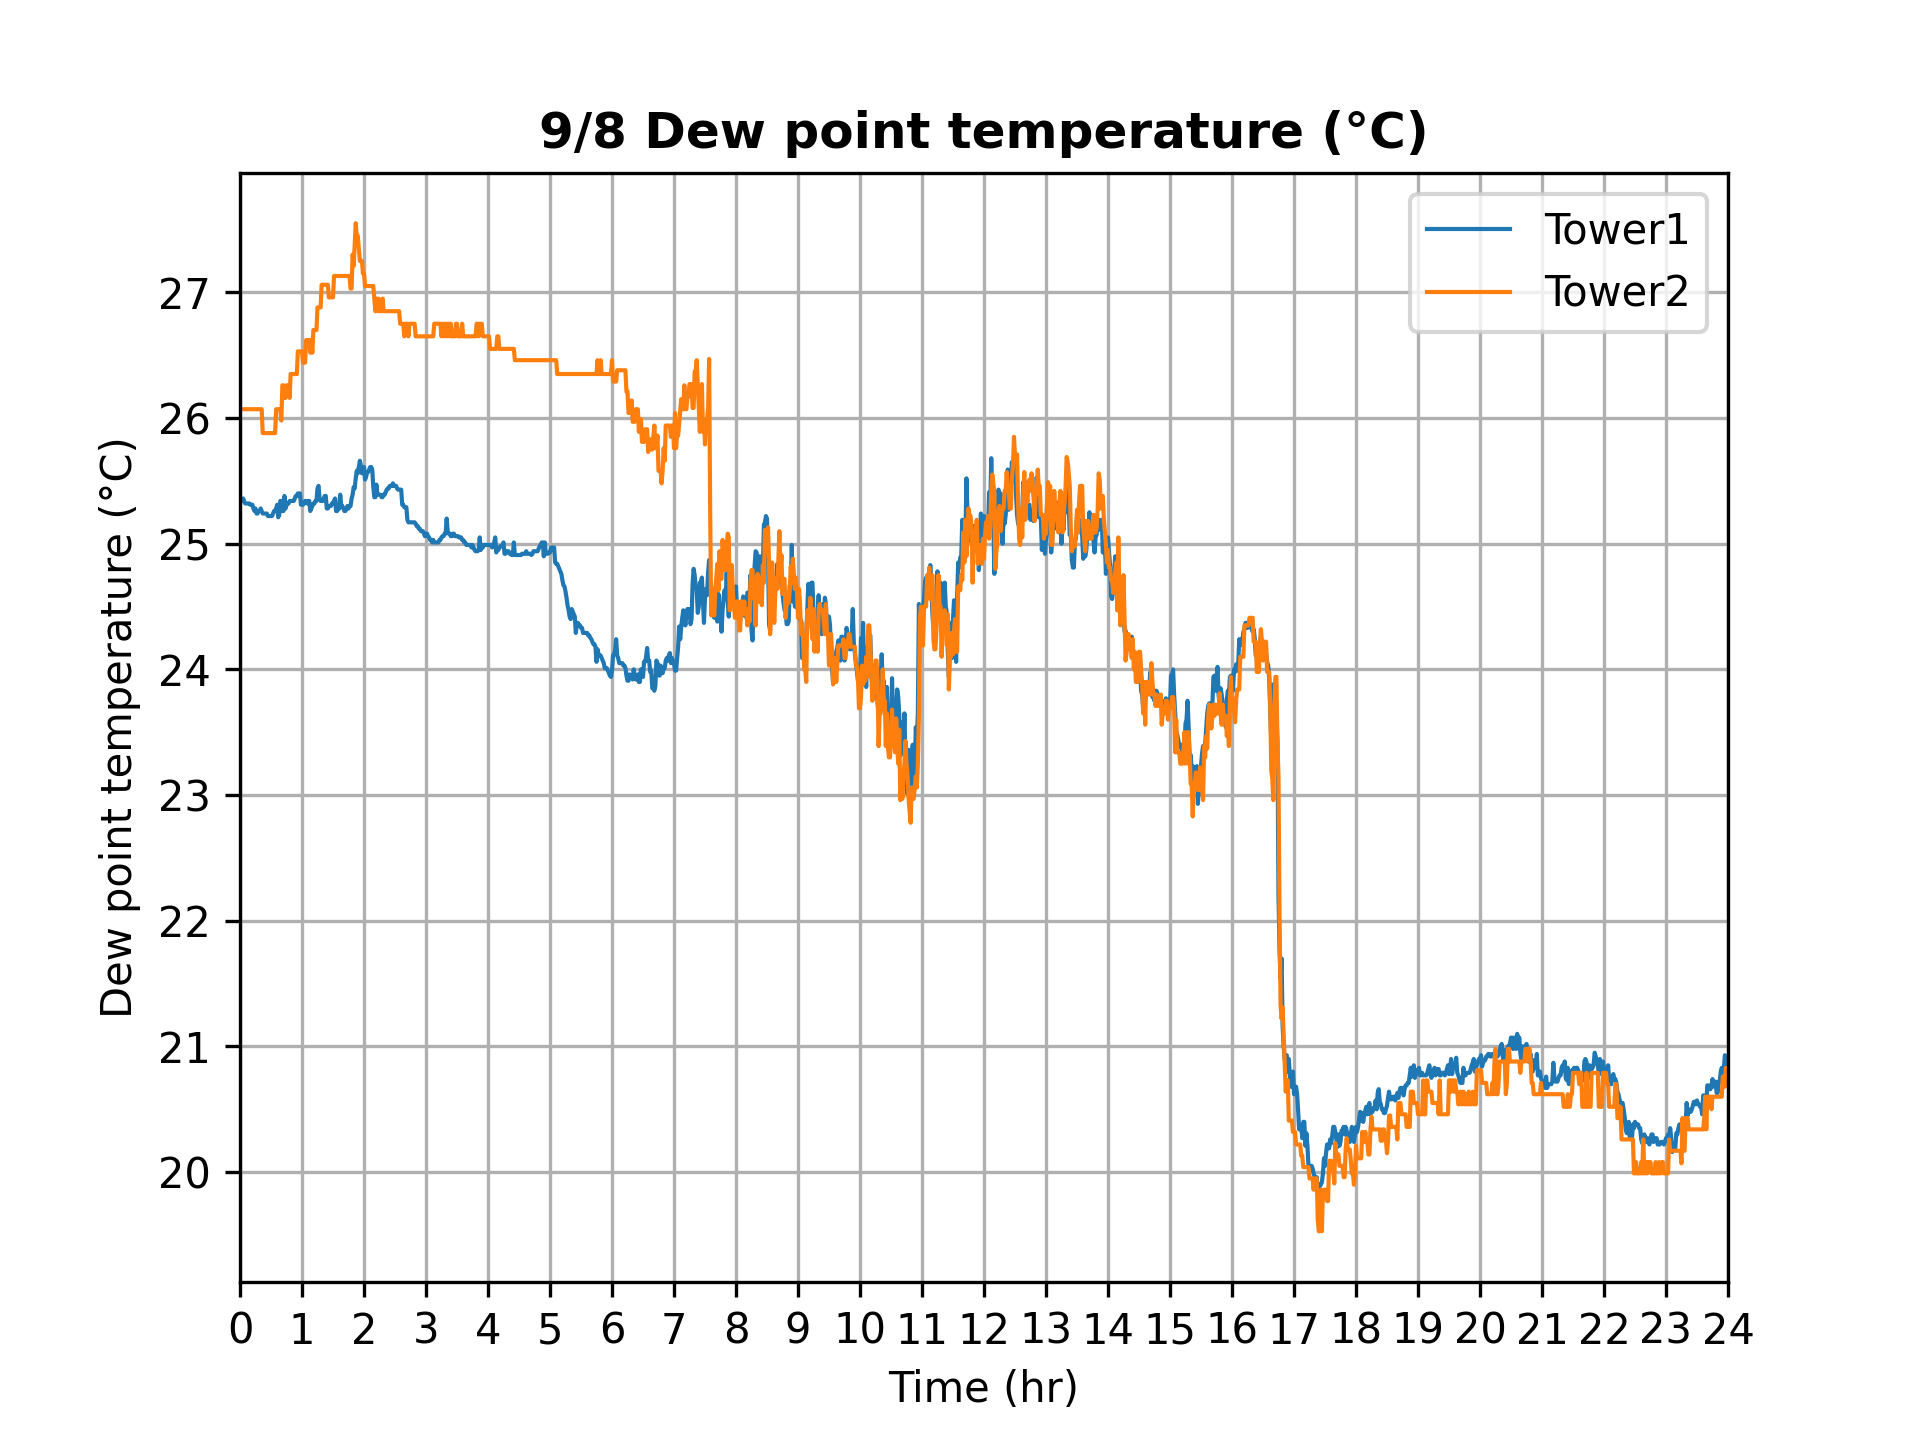 9/8 Dew point temperature (°C)
Tower1
Tower2
Dew point temperature (°C)
27
26
25
24
23
22
21
20
0 1 2 3 4 5 6 7 8 9 10 11 12 13 14 15 16 17 18 19 20 21 22 23 24
Time (hr)